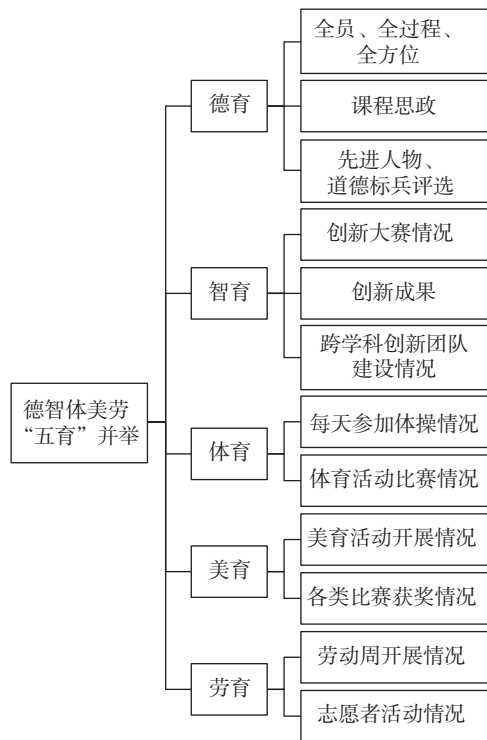 德智体美劳
“五育”并举
德育
全员、全过程、
全方位
课程思政
先进人物、
道德标兵评选
智育
创新大赛情况
创新成果
跨学科创新团队
建设情况
体育
每天参加体操情况
体育活动比赛情况
美育
美育活动开展情况
各类比赛获奖情况
劳育
劳动周开展情况
志愿者活动情况